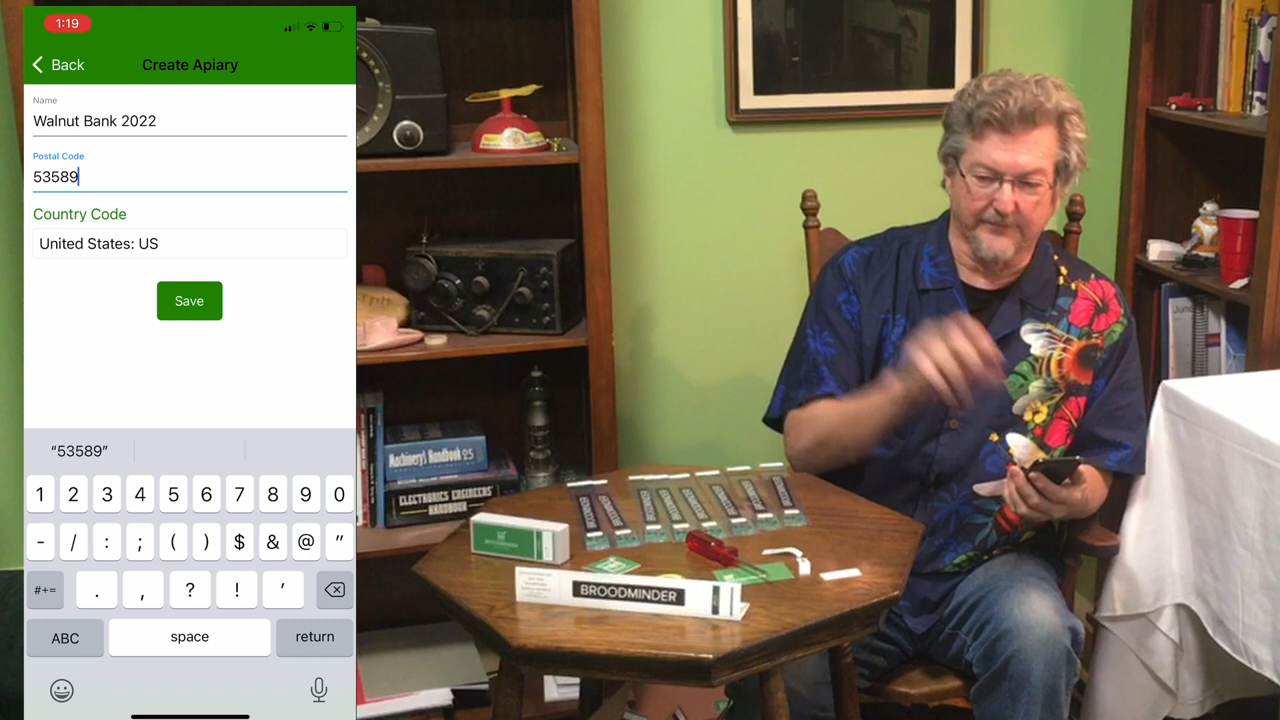 1:19
Back
Create Apiary
Name
Walnut Bank 2022
Postal Code
53589
Country Code
United States: US
Save
“53589”
1 2 3 4 5 6 7 8 9 0
- / : ; ( ) $ & @ "
#+= . , ? ! ’
ABC space return
Machinery's Handbook 25
ELECTRONICS ENGINEERS'
HANDBOOK
BROODMINDER
BROODMINDER
June